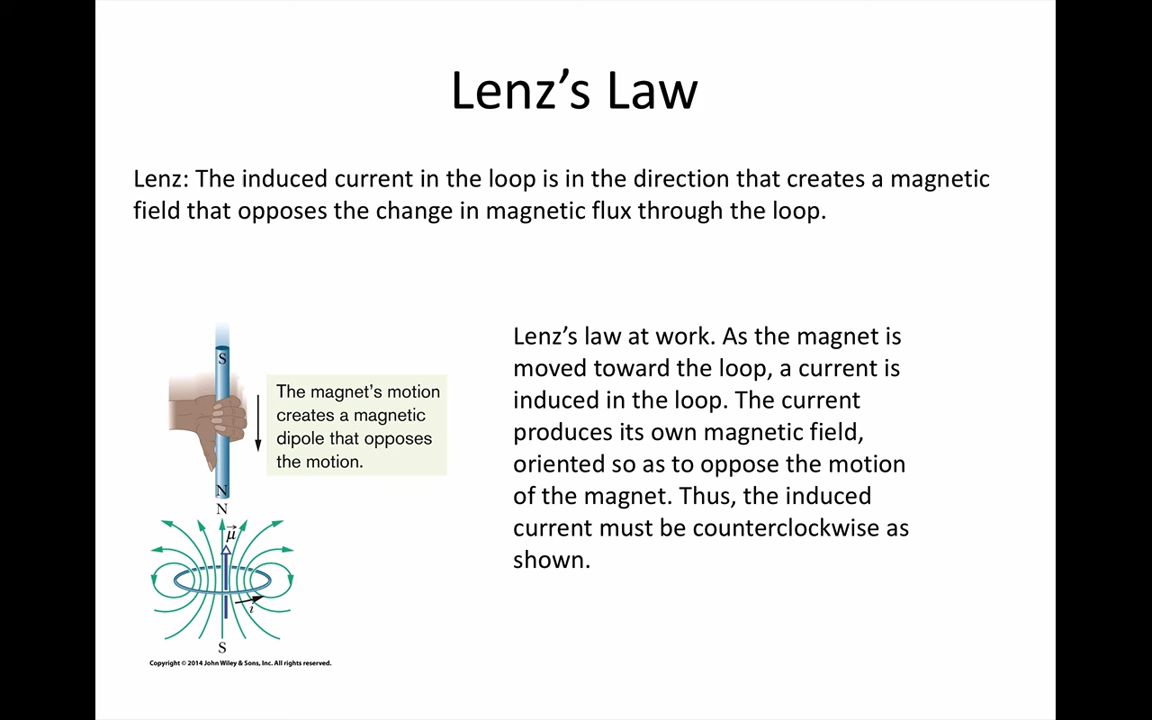 Lenz’s Law
Lenz: The induced current in the loop is in the direction that creates a magnetic
field that opposes the change in magnetic flux through the loop.
S
The magnet’s motion
creates a magnetic
dipole that opposes
the motion.
N
N
μ⃗
i
S
Copyright © 2014 John Wiley & Sons, Inc. All rights reserved.
Lenz’s law at work. As the magnet is
moved toward the loop, a current is
induced in the loop. The current
produces its own magnetic field,
oriented so as to oppose the motion
of the magnet. Thus, the induced
current must be counterclockwise as
shown.